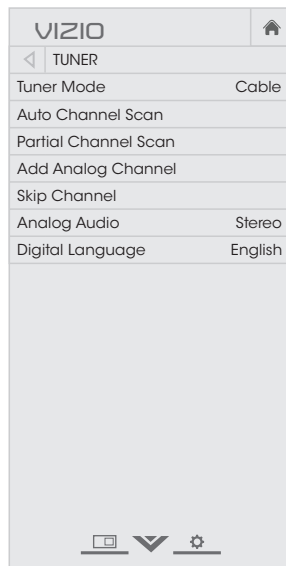 VIZIO
TUNER
Tuner Mode Cable
Auto Channel Scan
Partial Channel Scan
Add Analog Channel
Skip Channel
Analog Audio Stereo
Digital Language English